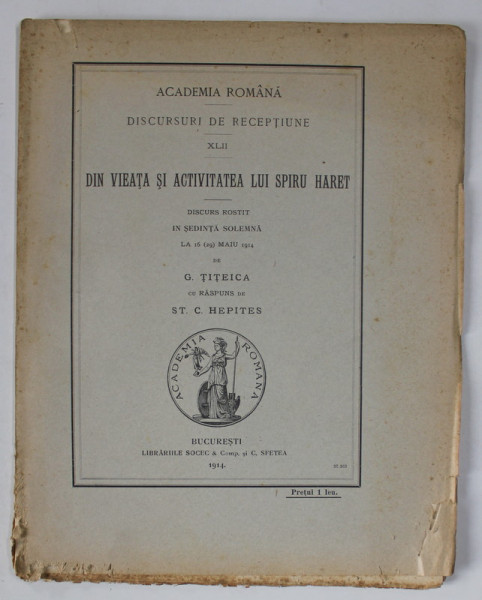 ACADEMIA ROMÂNĂ
DISCURSURI DE RECEPȚIUNE
XLII
DIN VIEAȚA ȘI ACTIVITATEA LUI SPIRU HARET
DISCURS ROSTIT
IN ȘEDINȚĂ SOLEMNĂ
LA 16 (29) MAIU 1914
DE
G. ȚIȚEICA
CU RĂSPUNS DE
ST. C. HEPITES
ACADEMIA ROMANA
BUCUREȘTI
LIBRĂRIILE SOCEC & Comp. și C. SFETEA
1914.
Prețul 1 leu.